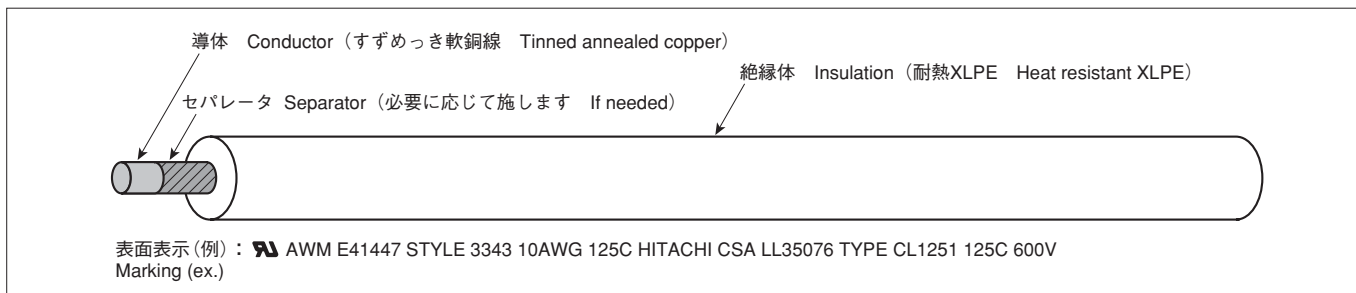 導体 Conductor（すずめっき軟銅線 Tinned annealed copper）
絶縁体 Insulation（耐熱XLPE Heat resistant XLPE）
セパレータ Separator（必要に応じて施します If needed）
表面表示（例）： RU AWM E41447 STYLE 3343 10AWG 125C HITACHI CSA LL35076 TYPE CL1251 125C 600V
Marking (ex.)